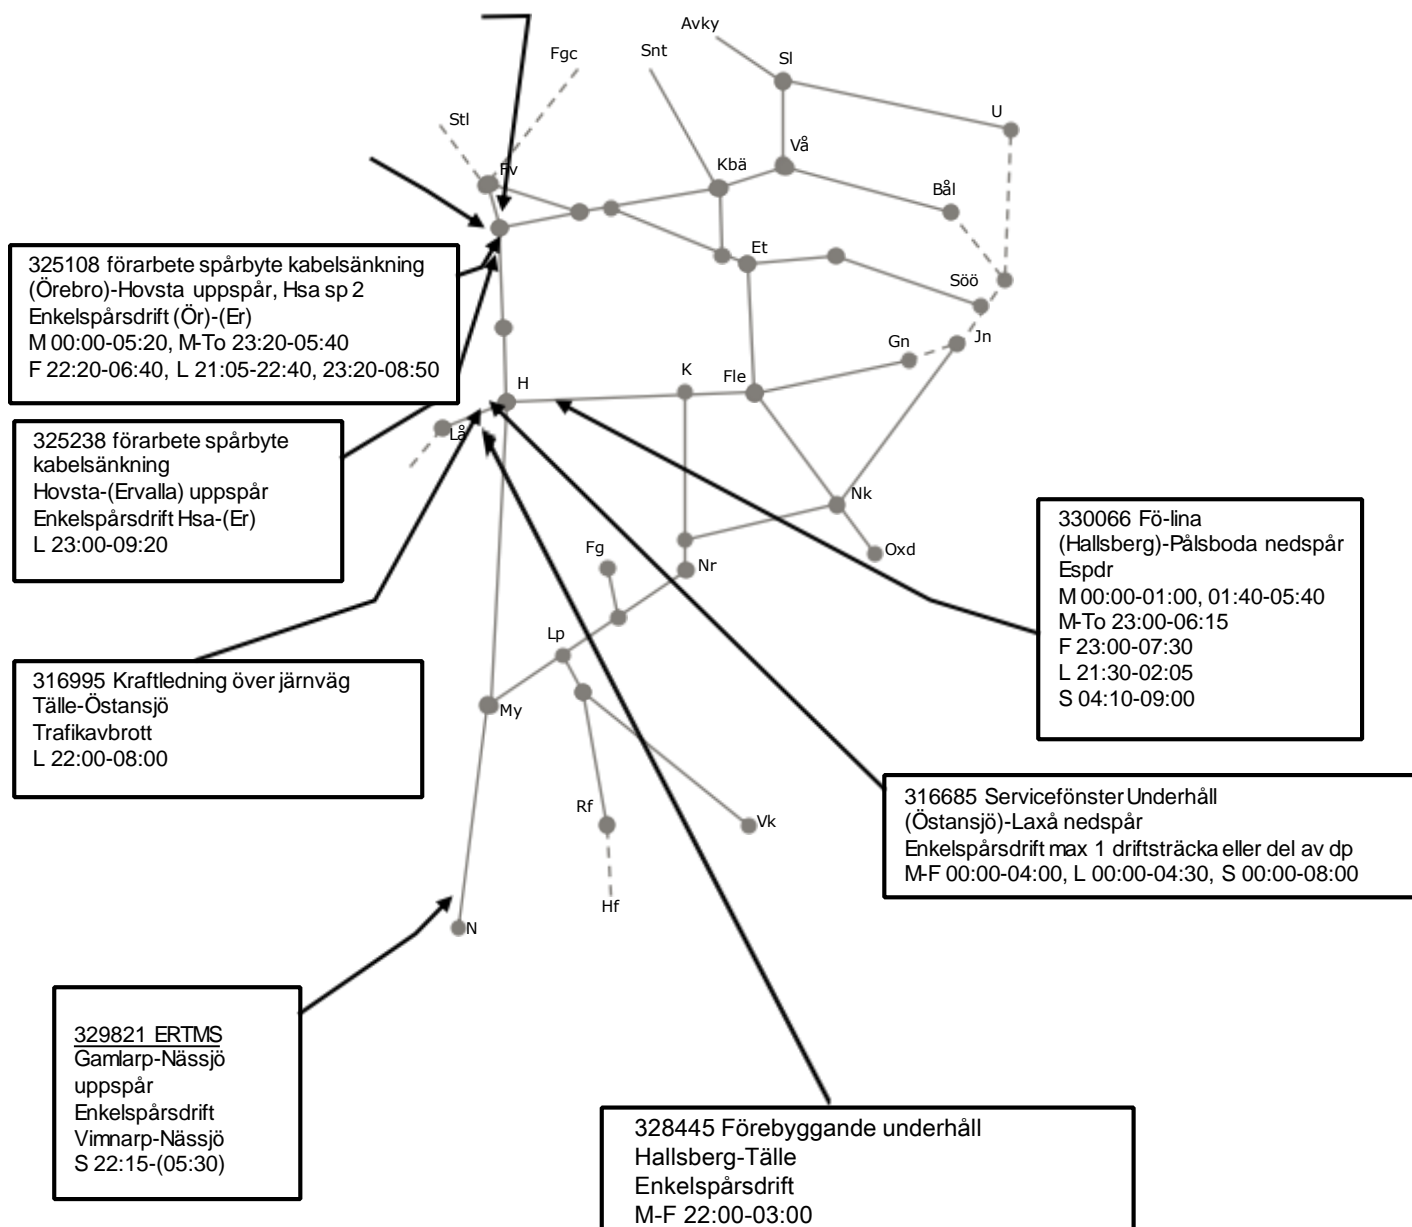 Avky
Fgc
Snt
Sl
Stl
U
Vå
Fv
Kbä
Bål
Et
Söö
325108 förarbete spårbyte kabelsänkning
(Örebro)-Hovsta uppspår, Hsa sp 2
Enkelspårsdrift (Ör)-(Er)
M 00:00-05:20, M-To 23:20-05:40
F 22:20-06:40, L 21:05-22:40, 23:20-08:50
Jn
Gn
H
K
Fle
Lå
325238 förarbete spårbyte
kabelsänkning
Hovsta-(Ervalla) uppspår
Enkelspårsdrift Hsa-(Er)
L 23:00-09:20
Nk
Oxd
330066 Fö-lina
(Hallsberg)-Pålsboda nedspår
Espdr
M 00:00-01:00, 01:40-05:40
M-To 23:00-06:15
F 23:00-07:30
L 21:30-02:05
S 04:10-09:00
Fg
Nr
Lp
316995 Kraftledning över järnväg
Tälle-Östansjö
Trafikavbrott
L 22:00-08:00
My
316685 Servicefönster Underhåll
(Östansjö)-Laxå nedspår
Enkelspårsdrift max 1 driftsträcka eller del av dp
M-F 00:00-04:00, L 00:00-04:30, S 00:00-08:00
Rf
Vk
Hf
N
329821 ERTMS
Gamlarp-Nässjö
uppspår
Enkelspårsdrift
Vimnarp-Nässjö
S 22:15-(05:30)
328445 Förebyggande underhåll
Hallsberg-Tälle
Enkelspårsdrift
M-F 22:00-03:00